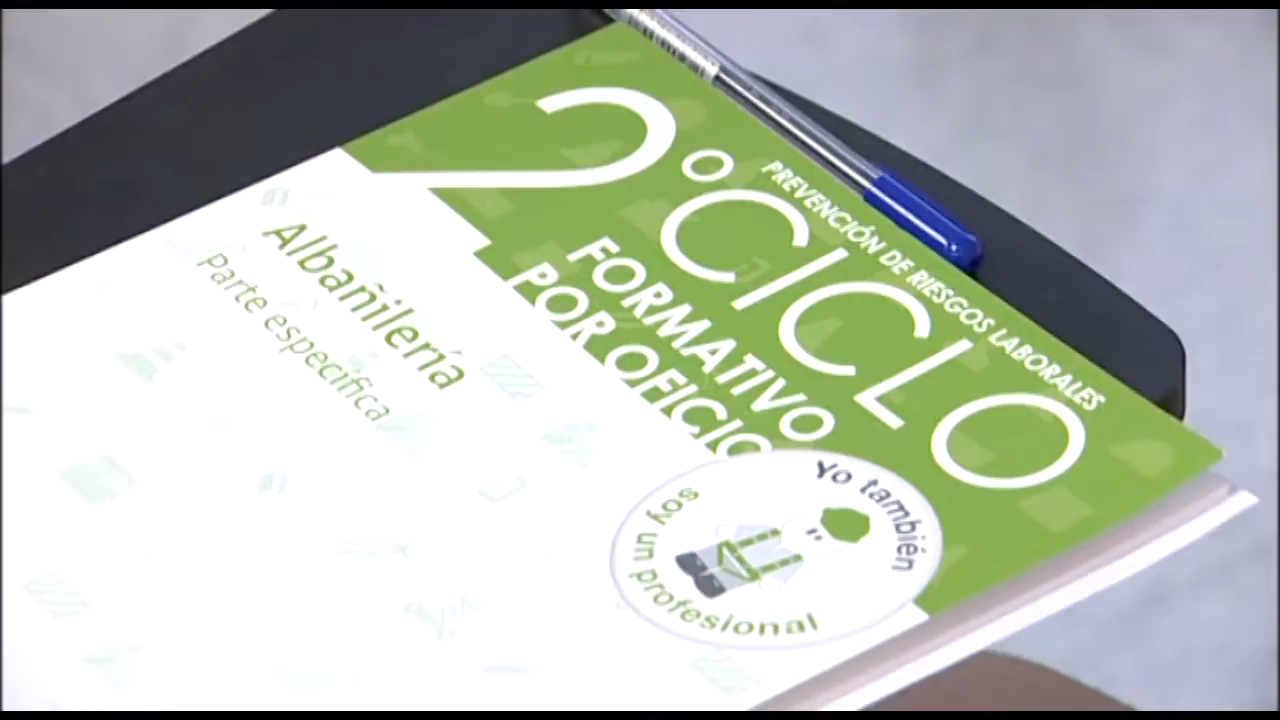 PREVENCIÓN DE RIESGOS LABORALES
2º CICLO
FORMATIVO
POR OFICIO
Albañilería
Parte específica
Yo también
soy un profesional